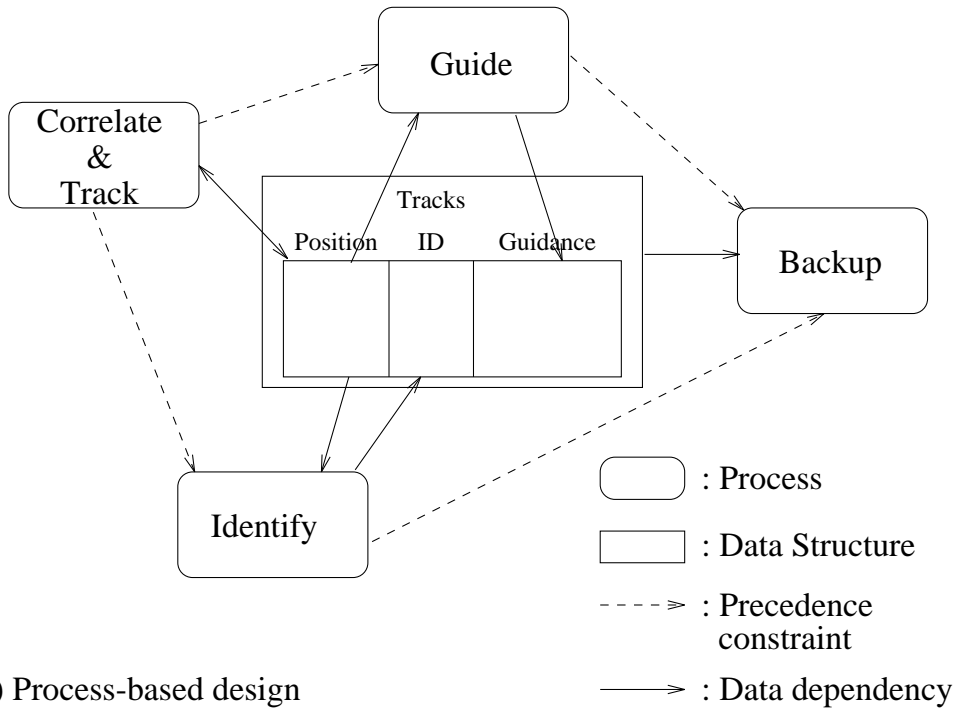 Guide
Correlate
&
Track
Tracks
Position ID Guidance
Backup
Identify
: Process
: Data Structure
: Precedence
constraint
) Process-based design
: Data dependency